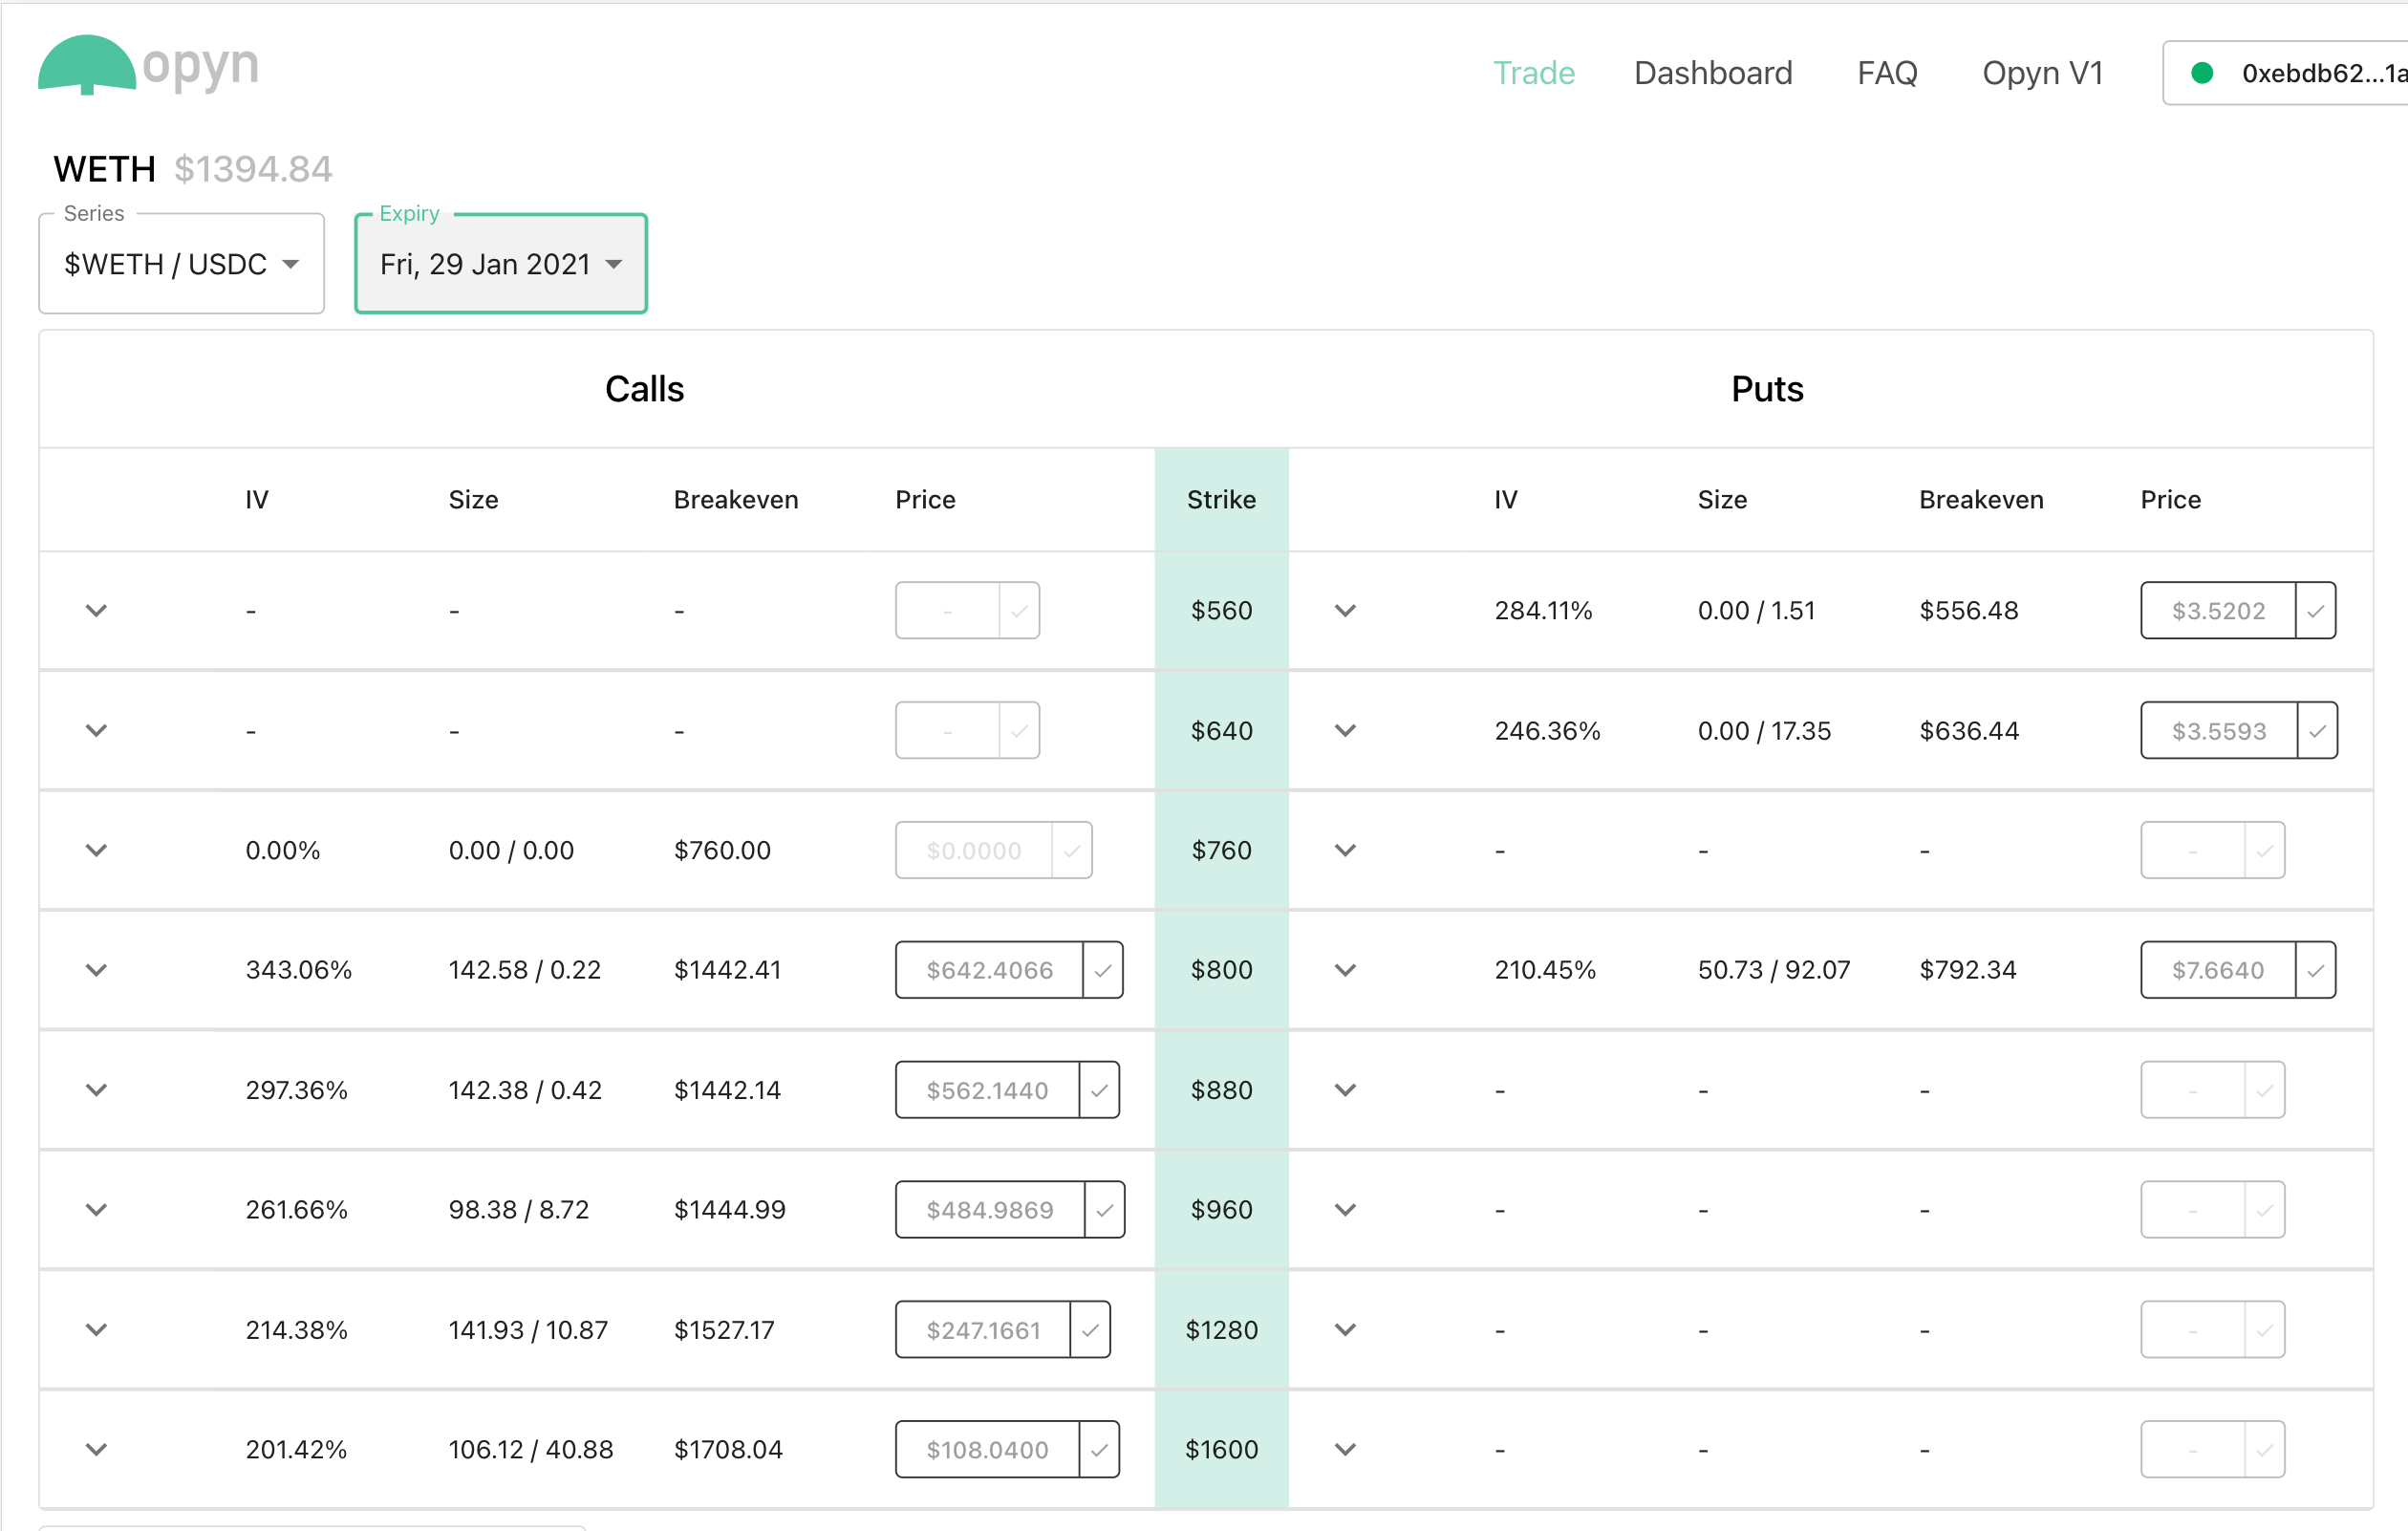 opyn Trade Dashboard FAQ Opyn V1 0xebdb62...1a
WETH $1394.84
Series Expiry
$WETH / USDC Fri, 29 Jan 2021
Calls Puts
IV Size Breakeven Price Strike IV Size Breakeven Price
- - - - $560 284.11% 0.00 / 1.51 $556.48 $3.5202
- - - - $640 246.36% 0.00 / 17.35 $636.44 $3.5593
0.00% 0.00 / 0.00 $760.00 $0.0000 $760 - - - -
343.06% 142.58 / 0.22 $1442.41 $642.4066 $800 210.45% 50.73 / 92.07 $792.34 $7.6640
297.36% 142.38 / 0.42 $1442.14 $562.1440 $880 - - - -
261.66% 98.38 / 8.72 $1444.99 $484.9869 $960 - - - -
214.38% 141.93 / 10.87 $1527.17 $247.1661 $1280 - - - -
201.42% 106.12 / 40.88 $1708.04 $108.0400 $1600 - - - -